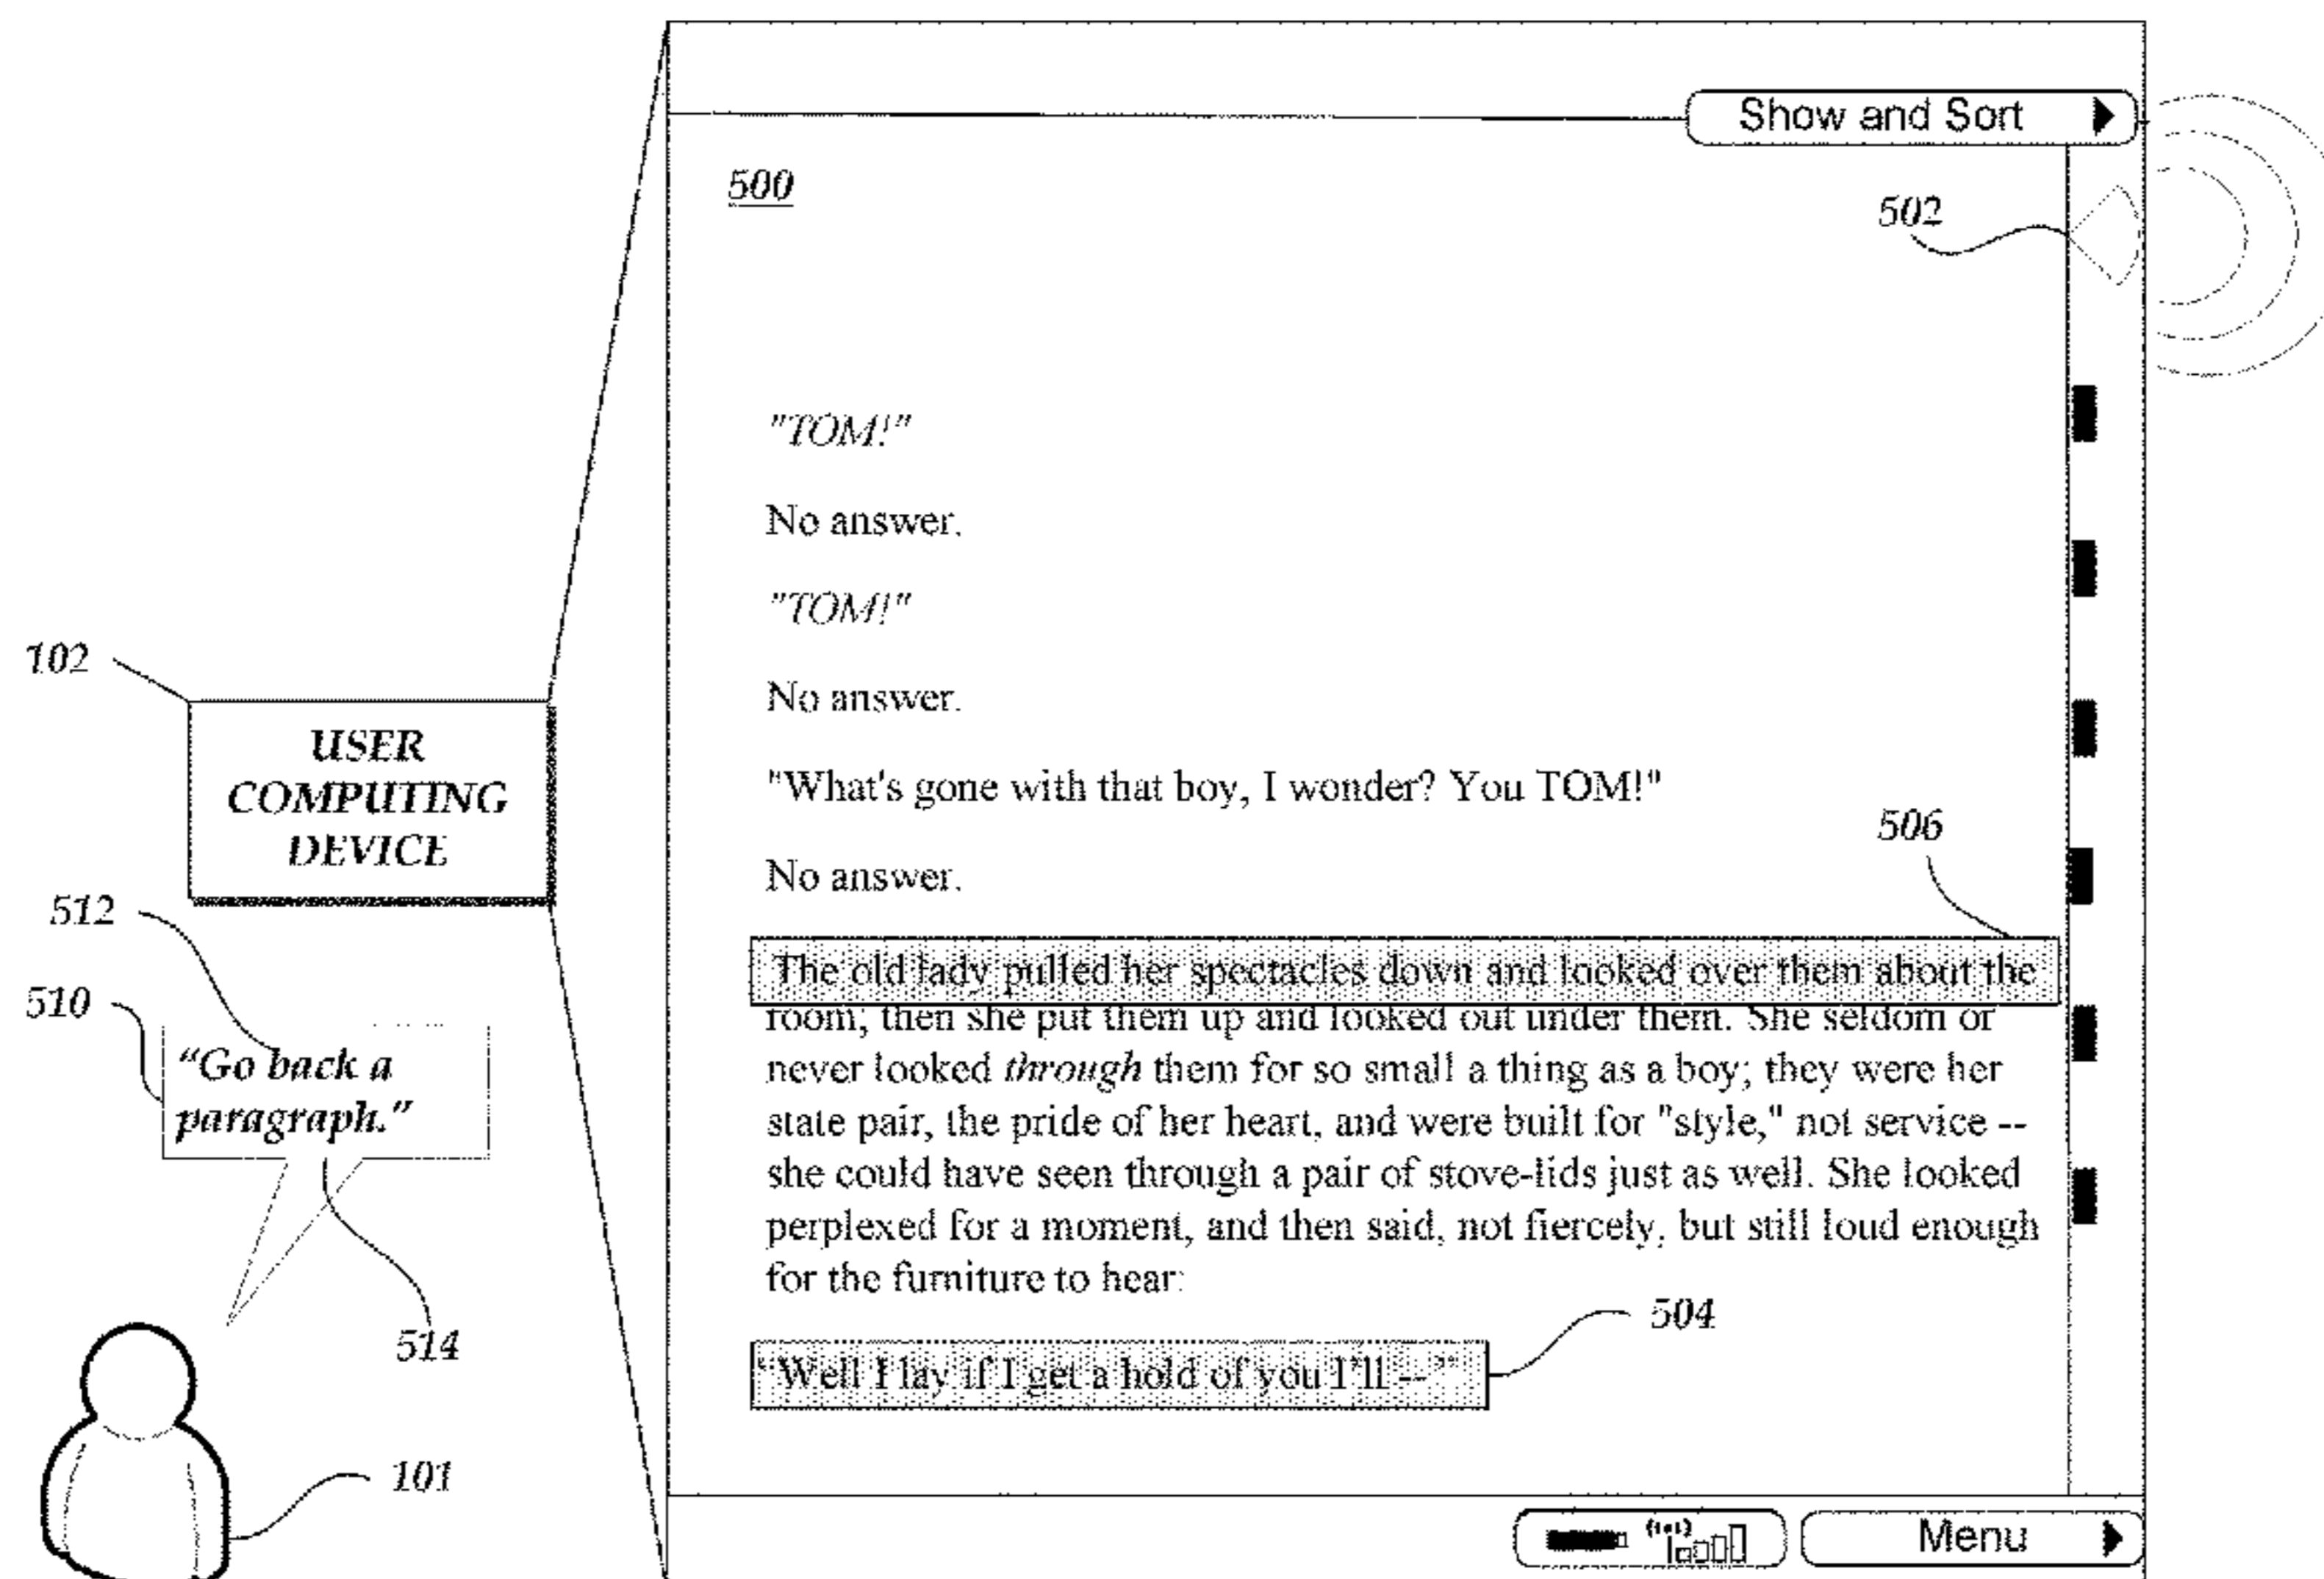 Show and Sort
500
502
"TOM!"
No answer.
"TOM!"
102
No answer.
USER
COMPUTING
DEVICE
"What's gone with that boy, I wonder? You TOM!"
506
No answer.
512
The old lady pulled her spectacles down and looked over them about the
510
room; then she put them up and looked out under them. She seldom or
"Go back a
paragraph."
never looked through them for so small a thing as a boy; they were her
state pair, the pride of her heart, and were built for "style," not service --
she could have seen through a pair of stove-lids just as well. She looked
perplexed for a moment, and then said, not fiercely, but still loud enough
for the furniture to hear:
504
514
“Well I lay if I get a hold of you I’ll -- ”
101
Menu